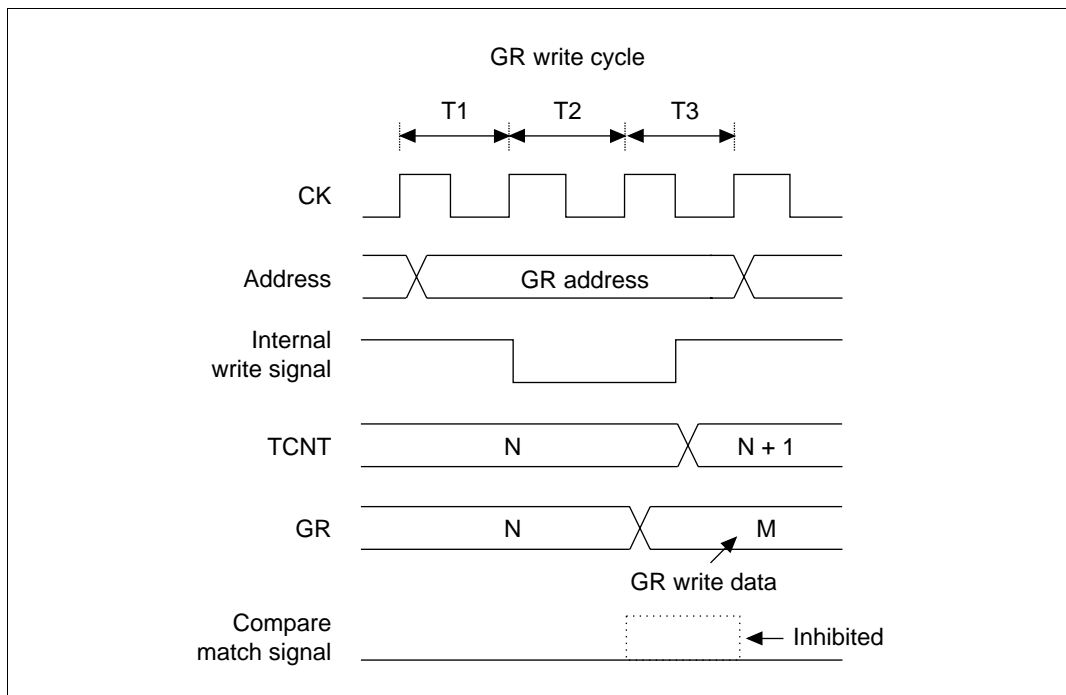 GR write cycle
T1 T2 T3
CK
Address
GR address
Internal
write signal
TCNT
N
N + 1
GR
N
M
GR write data
Compare
match signal
Inhibited